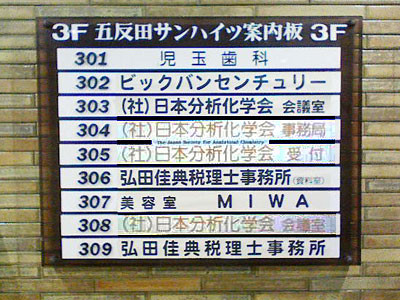 3F 五反田サンハイツ案内板 3F
301 児玉歯科
302 ビックバンセンチュリー
303 (社)日本分析化学会 会議室
304 (社)日本分析化学会 事務局
The Japan Society for Analytical Chemistry
305 (社)日本分析化学会 受付
306 弘田佳典税理士事務所(資料室)
307 美容室 MIWA
308 (社)日本分析化学会 会議室
309 弘田佳典税理士事務所